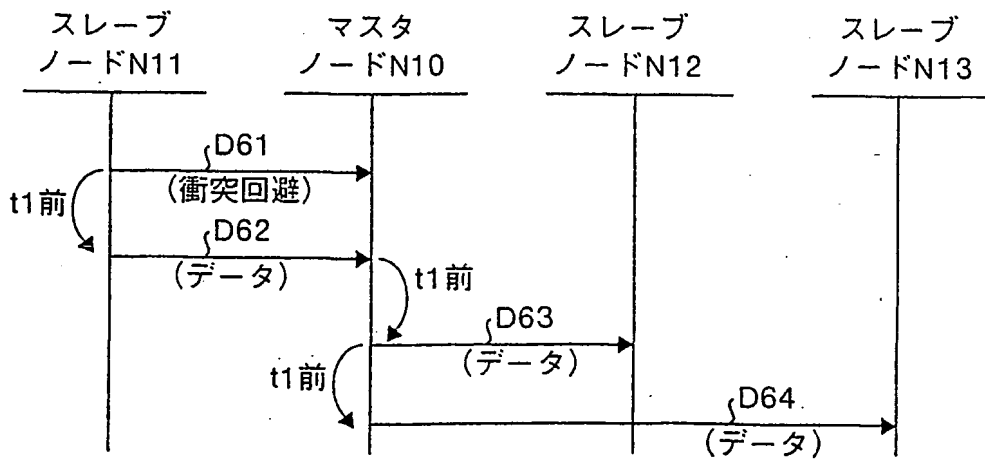 スレーブ
ノードN11
マスタ
ノードN10
スレーブ
ノードN12
スレーブ
ノードN13
D61
(衝突回避)
t1前
D62
(データ)
t1前
D63
(データ)
t1前
D64
(データ)